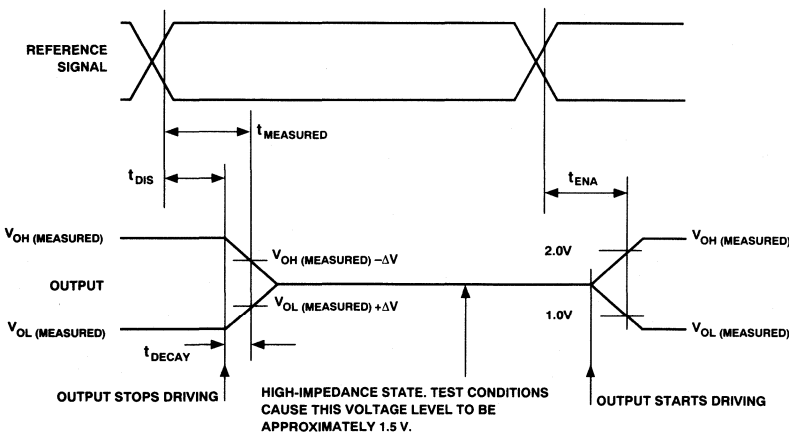 REFERENCE
SIGNAL
tMEASURED
tDIS
tENA
VOH (MEASURED)
VOH (MEASURED) –ΔV
2.0V
VOH (MEASURED)
OUTPUT
VOL (MEASURED) +ΔV
1.0V
VOL (MEASURED)
VOL (MEASURED)
tDECAY
OUTPUT STOPS DRIVING
HIGH-IMPEDANCE STATE. TEST CONDITIONS
CAUSE THIS VOLTAGE LEVEL TO BE
APPROXIMATELY 1.5 V.
OUTPUT STARTS DRIVING